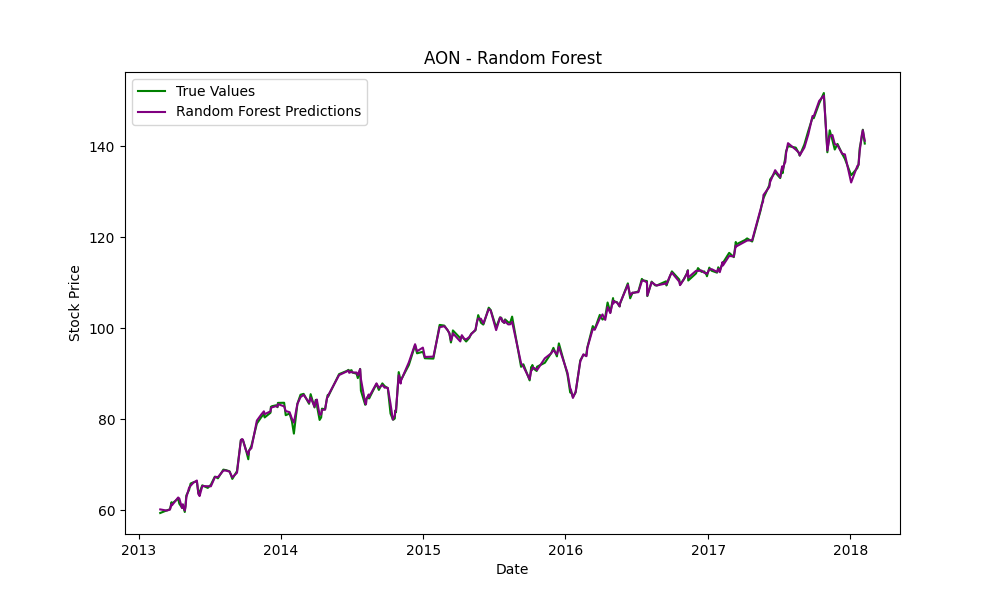 AON - Random Forest
True Values
Random Forest Predictions
Stock Price
140
120
100
80
60
2013
2014
2015
2016
2017
2018
Date